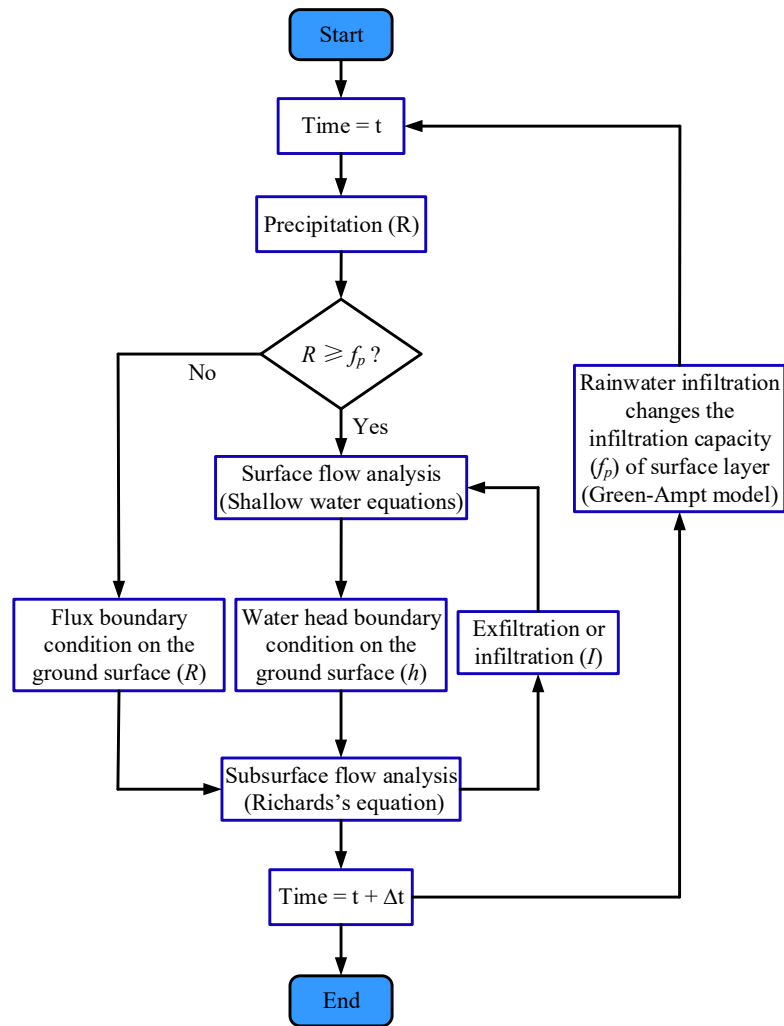 Start
Time = t
Precipitation (R)
R ⩾ fp ?
No
Yes
Surface flow analysis
(Shallow water equations)
Rainwater infiltration
changes the
infiltration capacity
(fp) of surface layer
(Green-Ampt model)
Flux boundary
condition on the
ground surface (R)
Water head boundary
condition on the
ground surface (h)
Exfiltration or
infiltration (I)
Subsurface flow analysis
(Richards’s equation)
Time = t + Δt
End